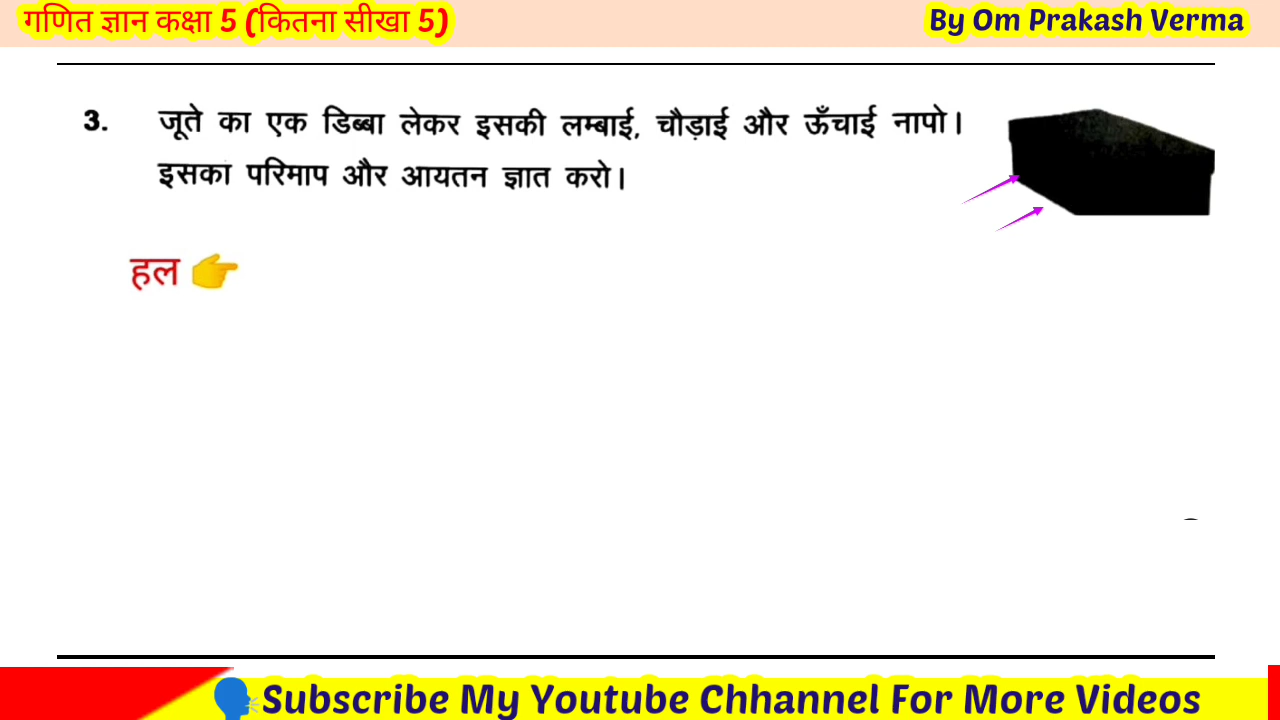 गणित ज्ञान कक्षा 5 (कितना सीखा 5)
By Om Prakash Verma
3. जूते का एक डिब्बा लेकर इसकी लम्बाई, चौड़ाई और ऊँचाई नापो।
इसका परिमाप और आयतन ज्ञात करो।
हल
Subscribe My Youtube Chhannel For More Videos